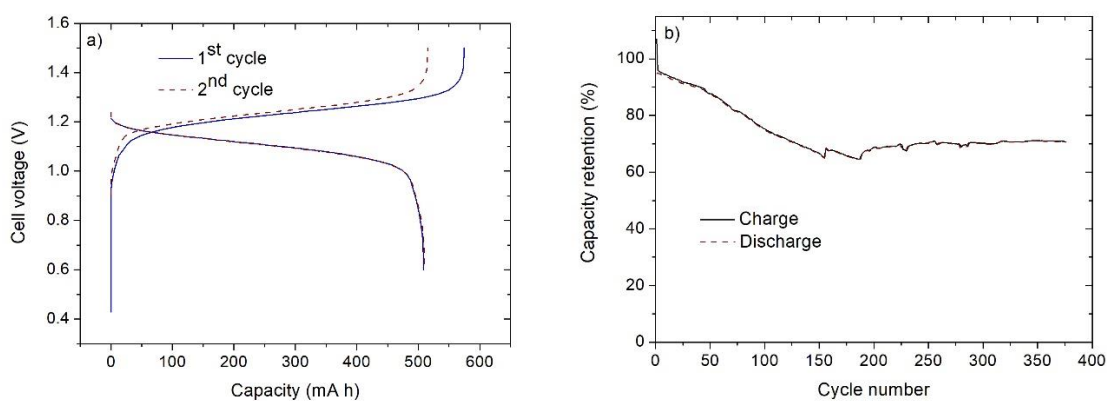 a)
1st cycle
2nd cycle
1.6
1.4
1.2
1.0
0.8
0.6
0.4
Cell voltage (V)
0 100 200 300 400 500 600
Capacity (mA h)
b)
100
80
60
40
20
0
Capacity retention (%)
Charge
Discharge
0 50 100 150 200 250 300 350 400
Cycle number